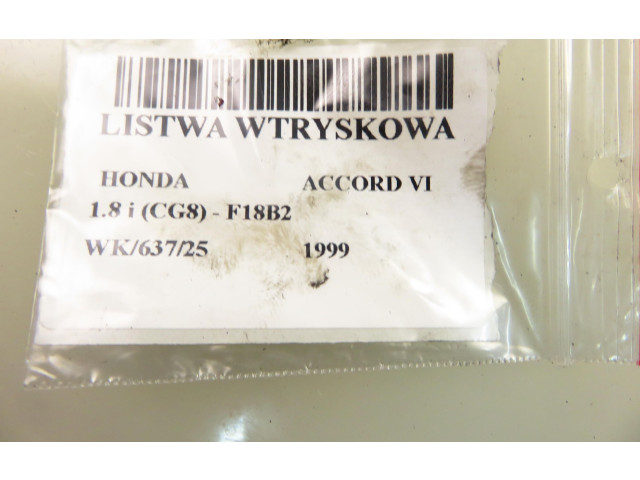 LISTWA WTRYSKOWA
HONDA ACCORD VI
1.8 i (CG8) - F18B2
WK/637/25 1999